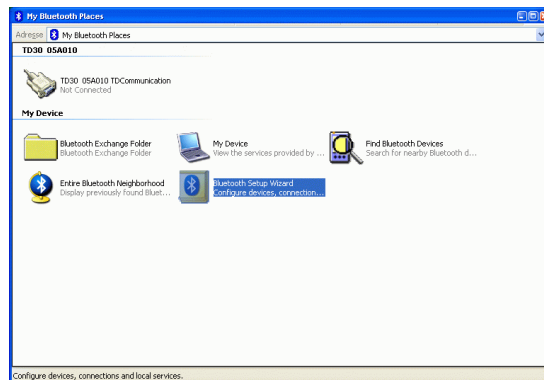 My Bluetooth Places
Adresse My Bluetooth Places
TD30 05A010
TD30 05A010 TDCommunication
Not Connected
My Device
Bluetooth Exchange Folder
Bluetooth Exchange Folder
My Device
View the services provided by ...
Find Bluetooth Devices
Search for nearby Bluetooth d...
Entire Bluetooth Neighborhood
Display previously found Bluet...
Bluetooth Setup Wizard
Configure devices, connection...
Configure devices, connections and local services.